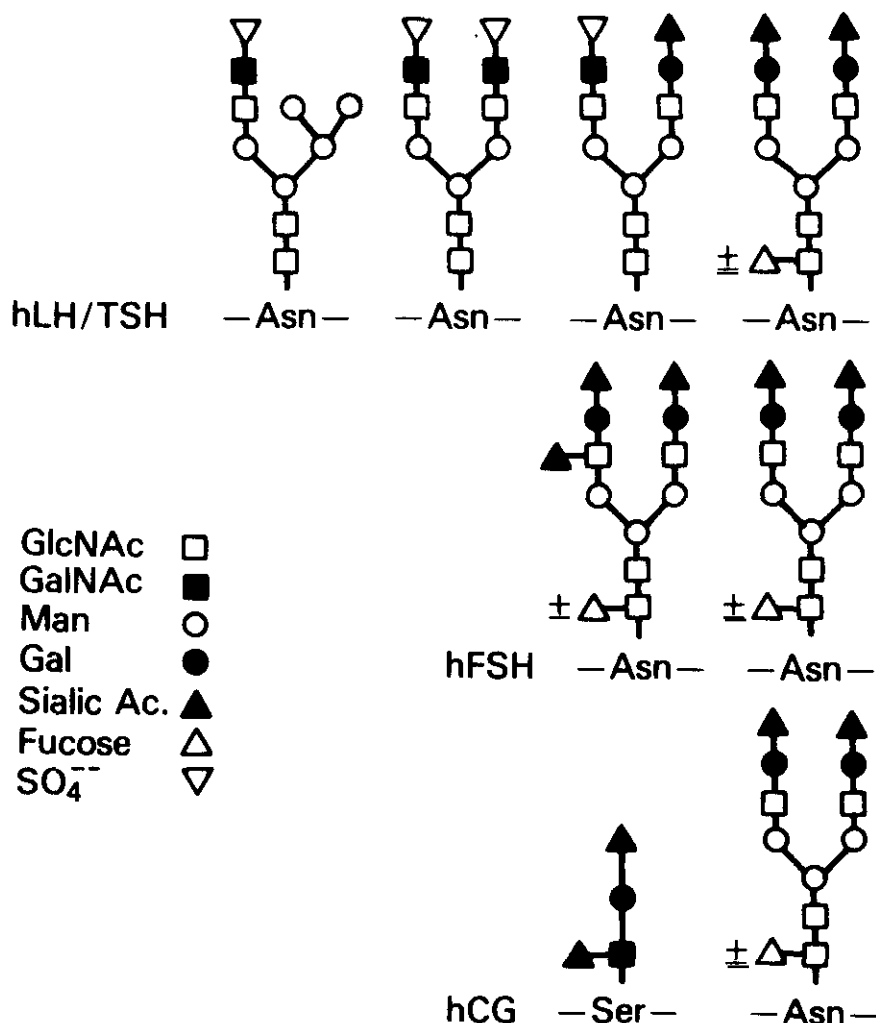 ±
hLH/TSH —Asn— —Asn— —Asn— —Asn—
GlcNAc □
GalNAc ■
± ±
Man ○
hFSH —Asn— —Asn—
Gal ●
Sialic Ac. ▲
Fucose △
SO₄⁻⁻ ▽
±
hCG —Ser— —Asn—